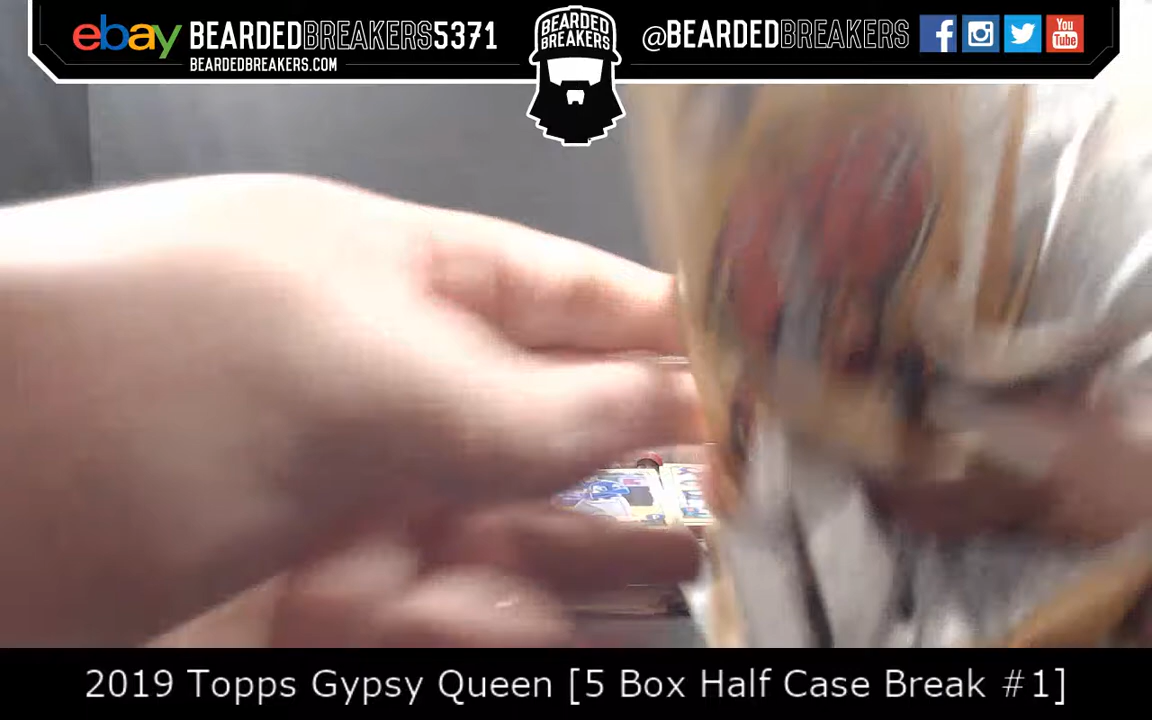 ebay BEARDEDBREAKERS5371
BEARDEDBREAKERS.COM
BEARDED
BREAKERS
@BEARDEDBREAKERS
You
Tube
2019 Topps Gypsy Queen [5 Box Half Case Break #1]